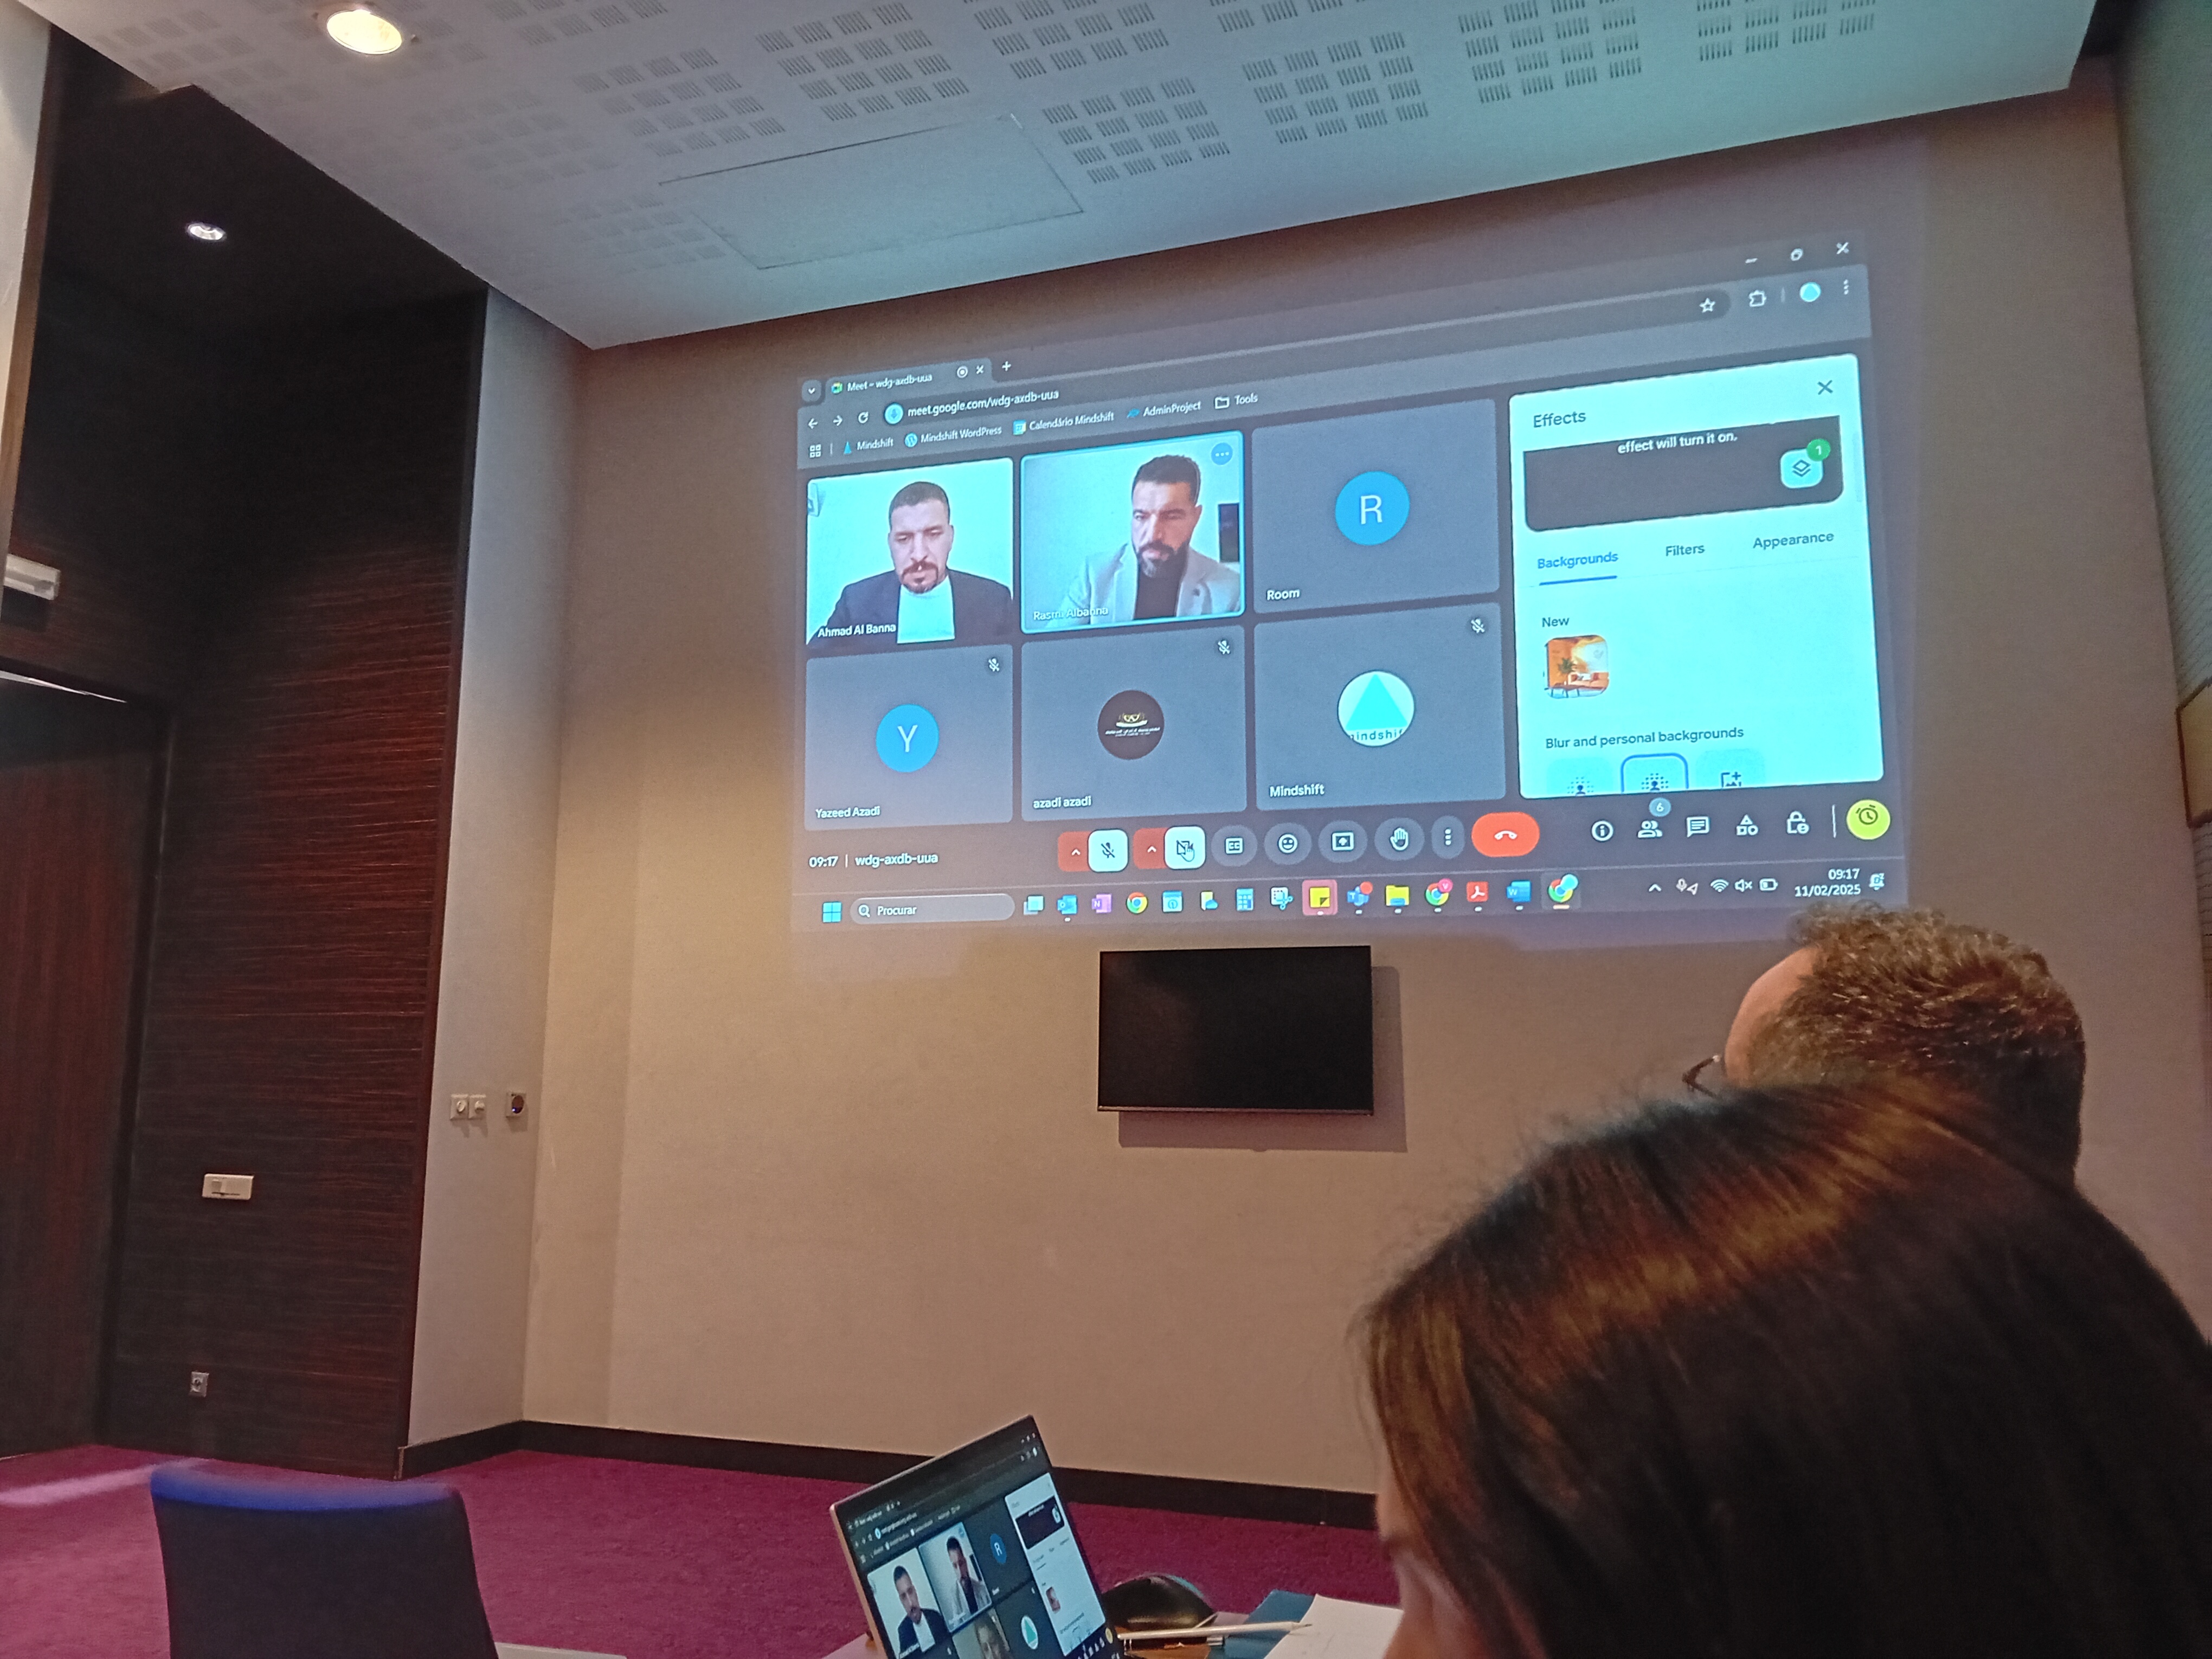 Meet - wdg-axdb-uua
meet.google.com/wdg-axdb-uua
Mindshift
Mindshift WordPress
Calendário Mindshift
AdminProject
Tools
Ahmad Al Banna
Rasmi Albanna
R
Room
Y
Yazeed Azadi
azadi azadi
mindshif
Mindshift
Effects
effect will turn it on.
1
Backgrounds
Filters
Appearance
New
Blur and personal backgrounds
09:17 | wdg-axdb-uua
6
Procurar
09:17
11/02/2025